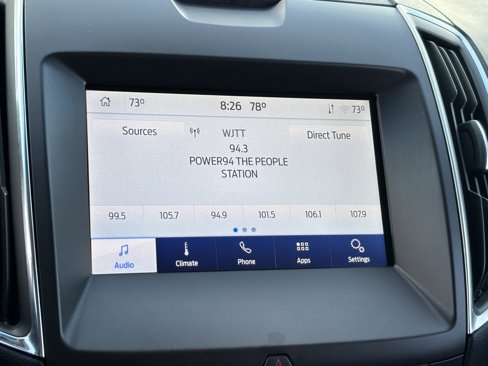 73° 8:26 78° 73°
Sources WJTT Direct Tune
94.3
POWER94 THE PEOPLE
STATION
99.5 105.7 94.9 101.5 106.1 107.9
Audio Climate Phone Apps Settings